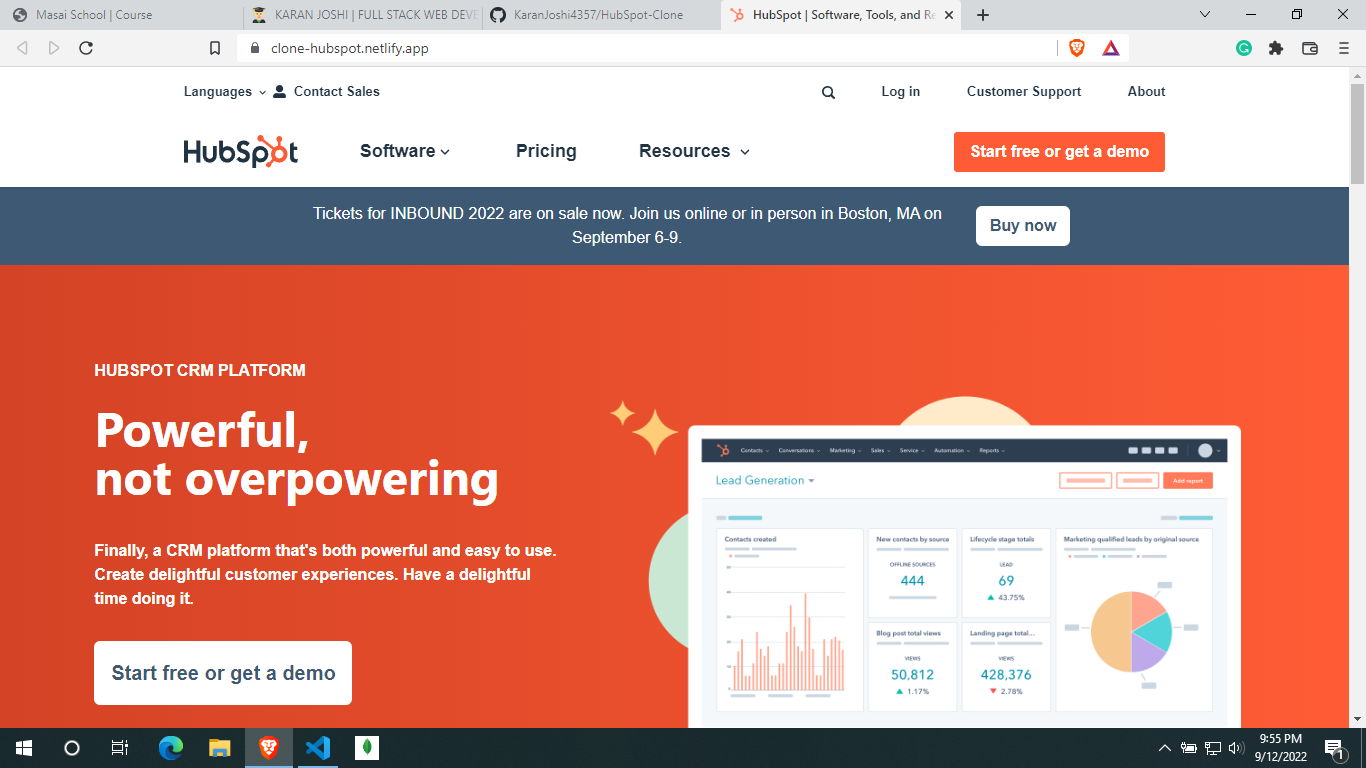 Masai School | Course
KARAN JOSHI | FULL STACK WEB DEVE
KaranJoshi4357/HubSpot-Clone
HubSpot | Software, Tools, and Re
clone-hubspot.netlify.app
Languages
Contact Sales
Log in
Customer Support
About
HubSpot
Software
Pricing
Resources
Start free or get a demo
Tickets for INBOUND 2022 are on sale now. Join us online or in person in Boston, MA on
September 6-9.
Buy now
HUBSPOT CRM PLATFORM
Powerful,
not overpowering
Finally, a CRM platform that's both powerful and easy to use.
Create delightful customer experiences. Have a delightful
time doing it.
Start free or get a demo
Contacts
Conversations
Marketing
Sales
Service
Automation
Reports
Lead Generation
Add report
Contacts created
New contacts by source
OFFLINE SOURCES
444
Lifecycle stage totals
LEAD
69
43.75%
Marketing qualified leads by original source
Blog post total views
VIEWS
50,812
1.17%
Landing page total...
VIEWS
428,376
2.78%
9:55 PM
9/12/2022
1